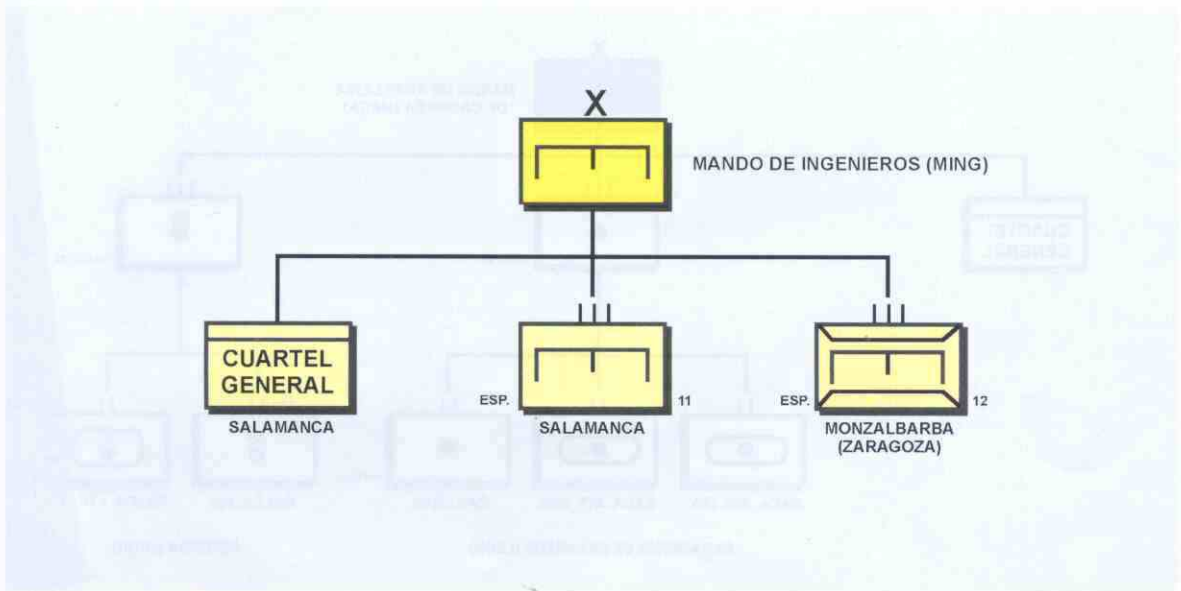 X
MANDO DE INGENIEROS (MING)
CUARTEL
GENERAL
SALAMANCA
ESP.
11
SALAMANCA
ESP.
12
MONZALBARBA
(ZARAGOZA)